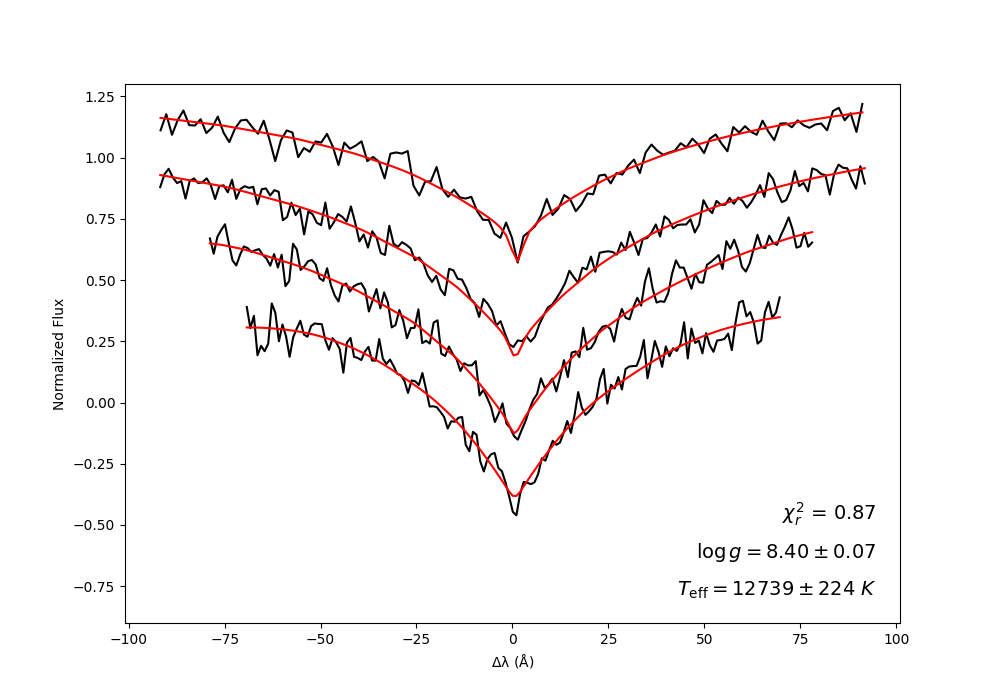 Normalized Flux
1.25
1.00
0.75
0.50
0.25
0.00
−0.25
−0.50
−0.75
χ²ᵣ = 0.87
log g = 8.40 ± 0.07
T_eff = 12739 ± 224 K
−100 −75 −50 −25 0 25 50 75 100
Δλ (Å)